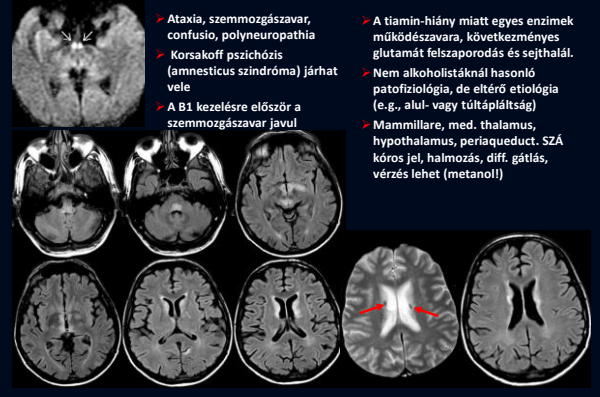 Ataxia, szemmozgászavar,
confusio, polyneuropathia
Korsakoff pszichózis
(amnesticus szindróma) járhat
vele
A B1 kezelésre először a
szemmozgászavar javul
A tiamin-hiány miatt egyes enzimek
működészavara, következményes
glutamát felszaporodás és sejthalál.
Nem alkoholistáknál hasonló
patofiziológia, de eltérő etiológia
(e.g., alul- vagy túltápláltság)
Mammillare, med. thalamus,
hypothalamus, periaqueduct. SZÁ
kóros jel, halmozás, diff. gátlás,
vérzés lehet (metanol!)